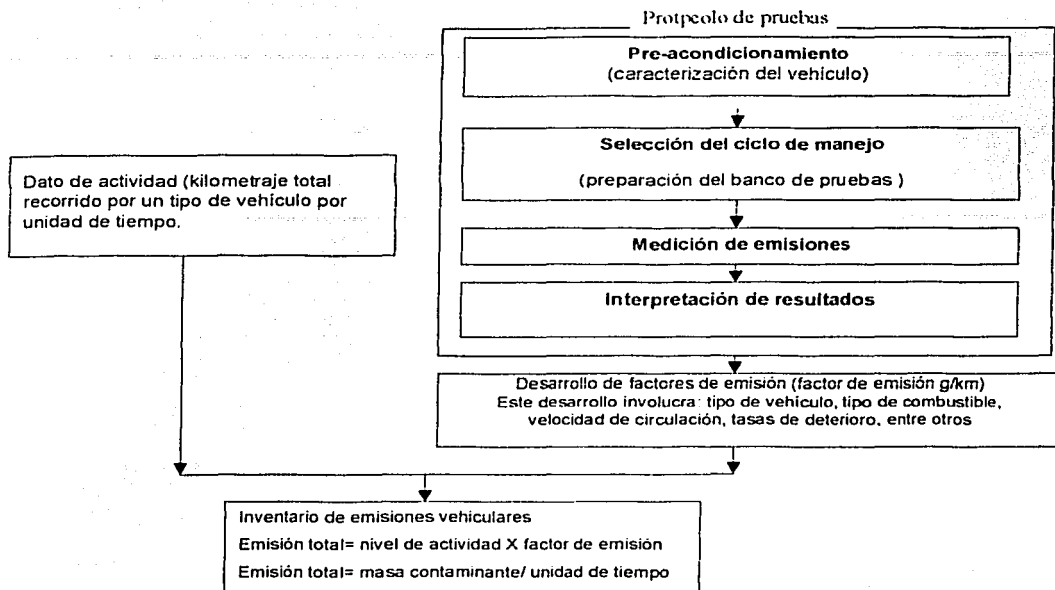 Protpcolo de pruebas
Pre-acondicionamiento
(caracterización del vehículo)
Selección del ciclo de manejo
(preparación del banco de pruebas )
Dato de actividad (kilometraje total
recorrido por un tipo de vehículo por
unidad de tiempo.
Medición de emisiones
Interpretación de resultados
Desarrollo de factores de emisión (factor de emisión g/km)
Este desarrollo involucra: tipo de vehículo, tipo de combustible,
velocidad de circulación, tasas de deterioro, entre otros
Inventario de emisiones vehiculares
Emisión total= nivel de actividad X factor de emisión
Emisión total= masa contaminante/ unidad de tiempo